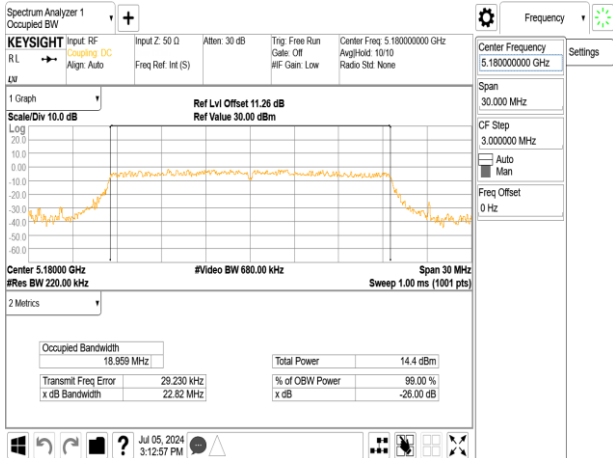 Spectrum Analyzer 1
Occupied BW
KEYSIGHT
RL
Input: RF
Coupling: DC
Align: Auto
Input Z: 50 Ω
Freq Ref: Int (S)
Atten: 30 dB
Trig: Free Run
Gate: Off
#IF Gain: Low
Center Freq: 5.180000000 GHz
Avg|Hold: 10/10
Radio Std: None
1 Graph
Scale/Div 10.0 dB
Ref Lvl Offset 11.26 dB
Ref Value 30.00 dBm
Log
20.0
10.0
0.00
-10.0
-20.0
-30.0
-40.0
-50.0
-60.0
Center 5.18000 GHz
#Res BW 220.00 kHz
#Video BW 680.00 kHz
Span 30 MHz
Sweep 1.00 ms (1001 pts)
2 Metrics
Occupied Bandwidth
18.959 MHz
Transmit Freq Error 29.230 kHz
x dB Bandwidth 22.82 MHz
Total Power 14.4 dBm
% of OBW Power 99.00 %
x dB -26.00 dB
Jul 05, 2024
3:12:57 PM
Frequency
Settings
Center Frequency
5.180000000 GHz
Span
30.000 MHz
CF Step
3.000000 MHz
Auto
Man
Freq Offset
0 Hz